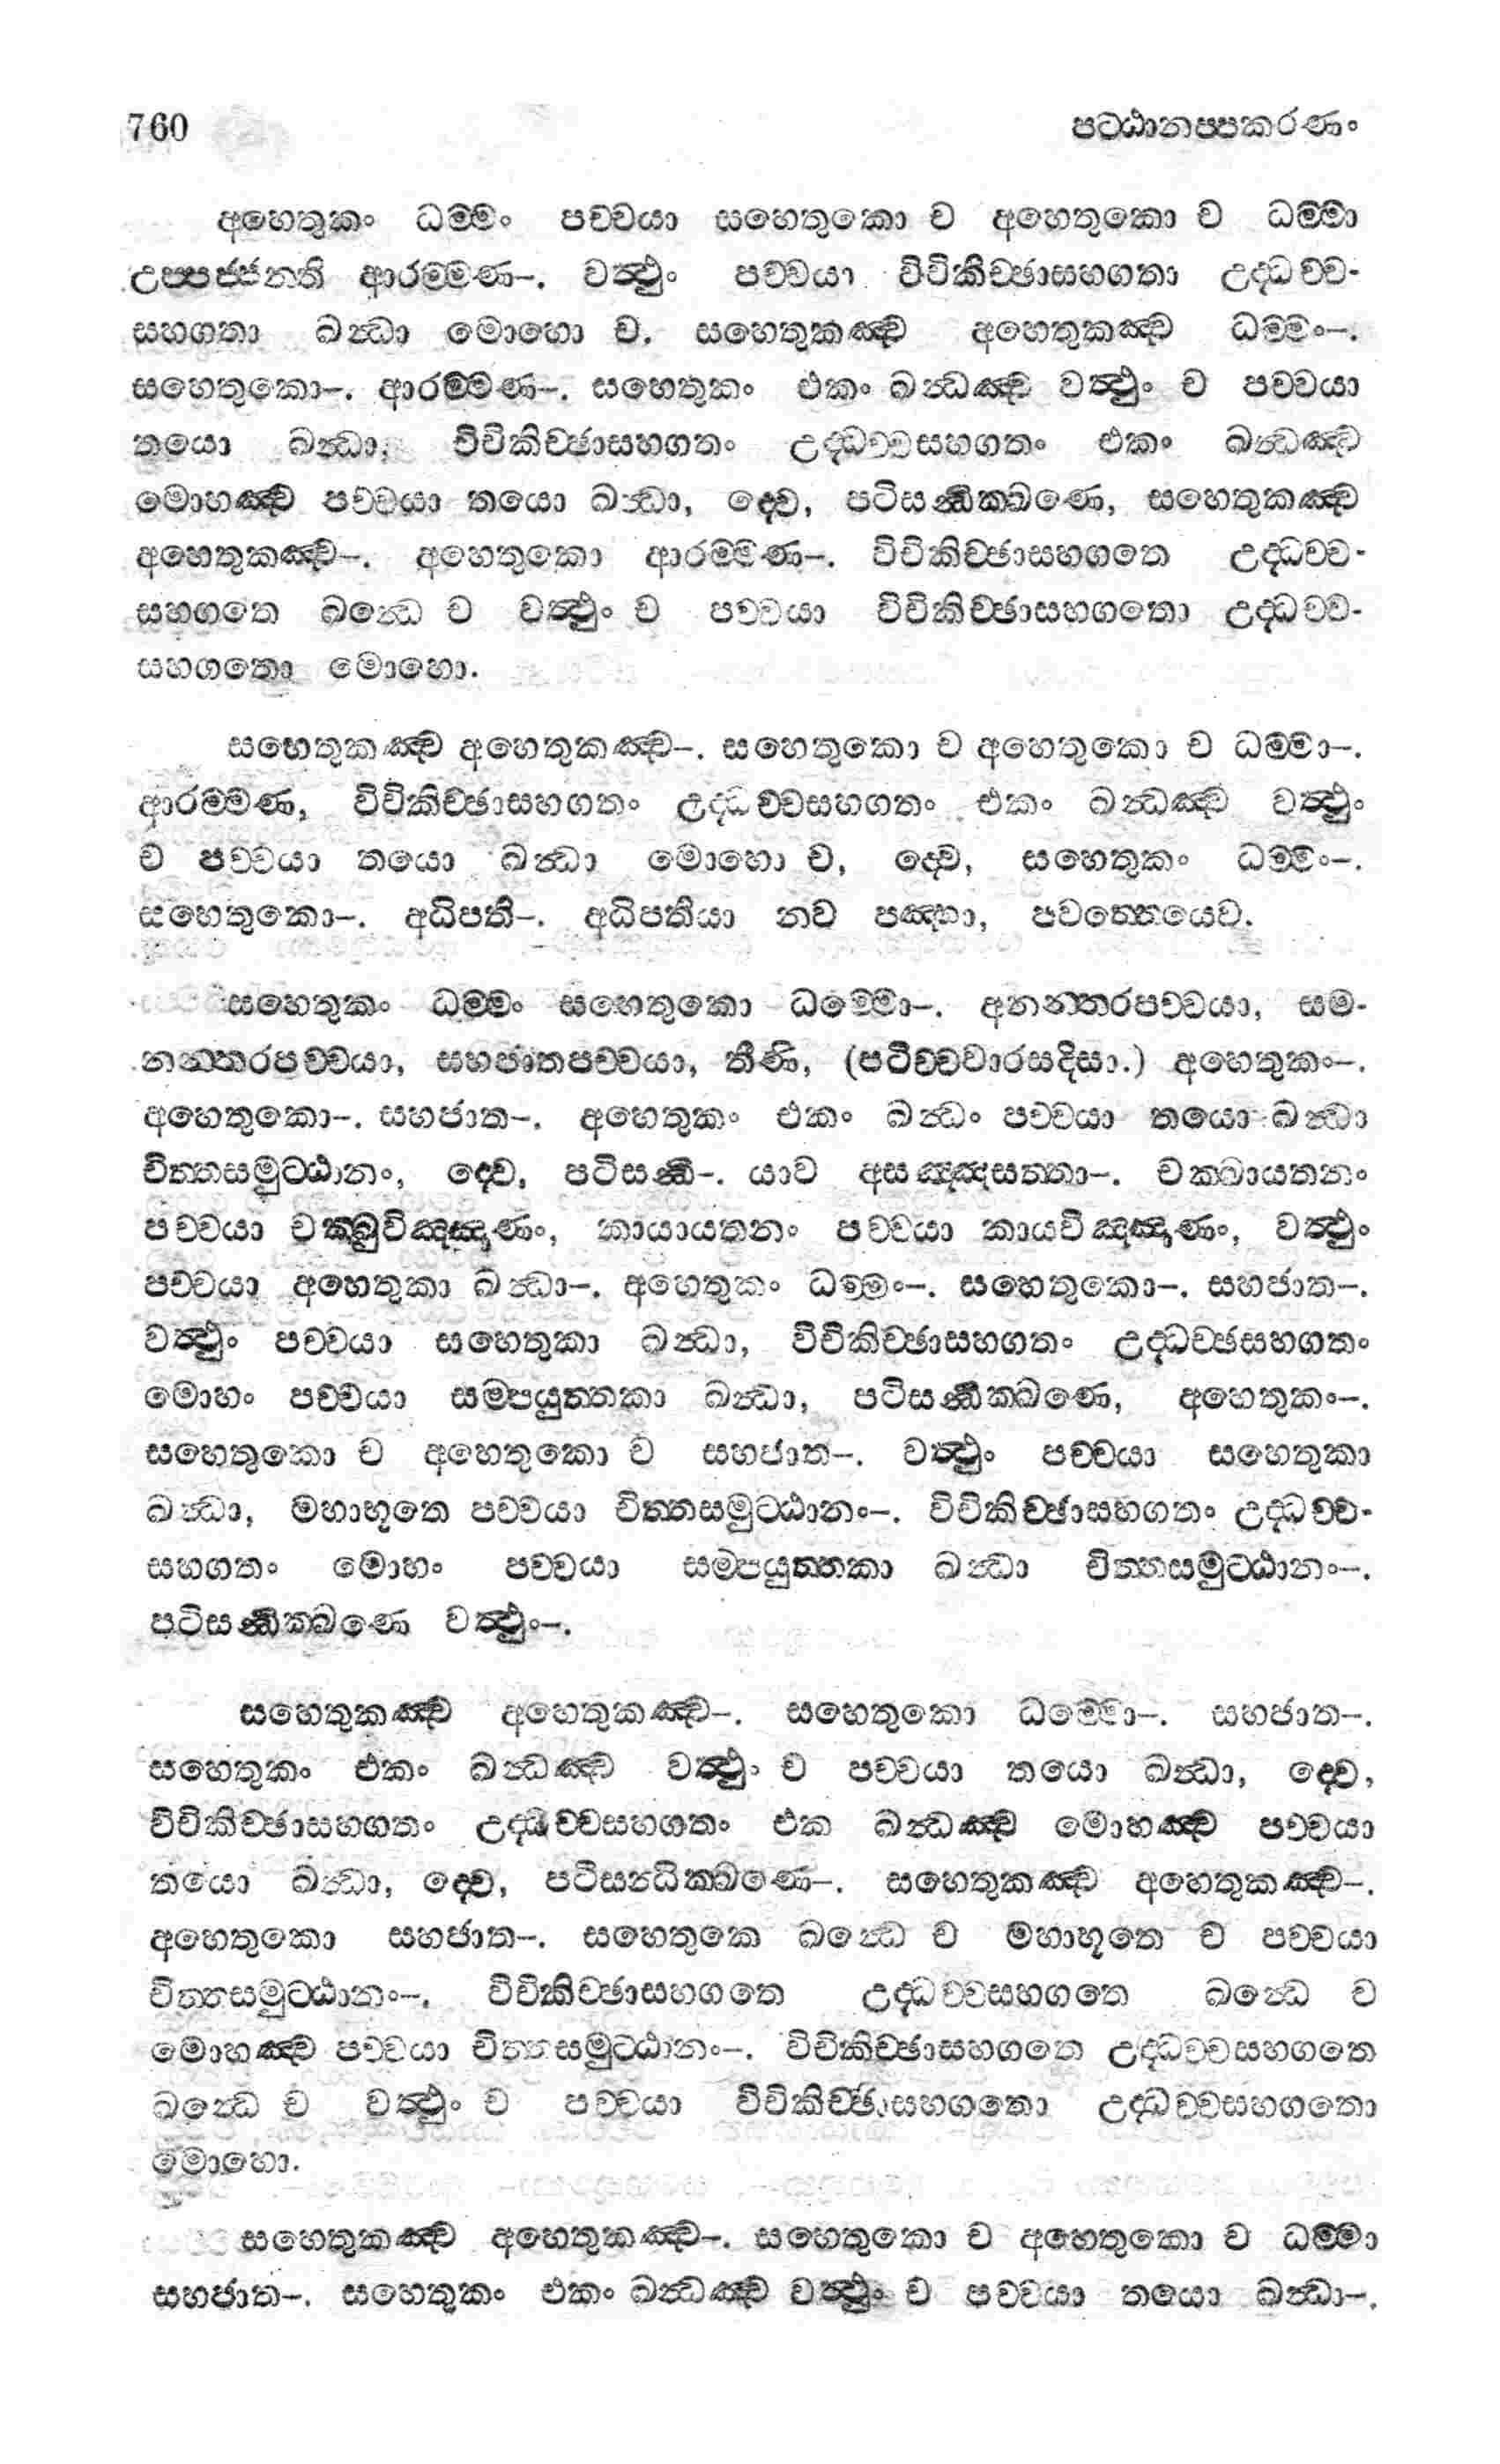 760 පට්ඨානප්පකරණං
අහෙතුකං ධම්මං පච්චයා සහෙතුකො ච අහෙතුකො ච ධම්මා
උප්පජ්ජන්ති ආරම්මණ–. වත්ථුං පච්චයා විචිකිච්ඡාසහගතා උද්ධච්ච-
සහගතා ඛන්ධා මොහො ච. සහෙතුකඤ්ච අහෙතුකඤ්ච ධම්මං–.
සහෙතුකො–. ආරම්මණ–. සහෙතුකං එකං ඛන්ධඤ්ච වත්ථුං ච පච්චයා
තයො ඛන්ධා, විචිකිච්ඡාසහගතං උද්ධච්චසහගතං එකං ඛන්ධඤ්ච
මොහඤ්ච පච්චයා තයො ඛන්ධා, ද්වෙ, පටිසන්ධික්ඛණෙ, සහෙතුකඤ්ච
අහෙතුකඤ්ච–. අහෙතුකො ආරම්මණ–. විචිකිච්ඡාසහගතෙ උද්ධච්ච-
සහගතෙ ඛන්ධෙ ච වත්ථුං ච පච්චයා විචිකිච්ඡාසහගතො උද්ධච්ච-
සහගතො මොහො.
සහෙතුකඤ්ච අහෙතුකඤ්ච–. සහෙතුකො ච අහෙතුකො ච ධම්මා–.
ආරම්මණ, විචිකිච්ඡාසහගතං උද්ධච්චසහගතං එකං ඛන්ධඤ්ච වත්ථුං
ච පච්චයා තයො ඛන්ධා මොහො ච, ද්වෙ, සහෙතුකං ධම්මං–.
සහෙතුකො–. අධිපති–. අධිපතියා නව පඤ්හා, පවත්තෙයෙව.
සහෙතුකං ධම්මං සහෙතුකො ධම්මො–. අනන්තරපච්චයා, සම-
නන්තරපච්චයා, සහජාතපච්චයා, තීණි, (පටිච්චවාරසදිසා.) අහෙතුකං–.
අහෙතුකො–. සහජාත–. අහෙතුකං එකං ඛන්ධං පච්චයා තයො ඛන්ධා
චිත්තසමුට්ඨානං, ද්වෙ, පටිසන්ධි–. යාව අසඤ්ඤසත්තා–. චක්ඛායතනං
පච්චයා චක්ඛුවිඤ්ඤාණං, කායායතනං පච්චයා කායවිඤ්ඤාණං, වත්ථුං
පච්චයා අහෙතුකා ඛන්ධා–. අහෙතුකං ධම්මං–. සහෙතුකො–. සහජාත–.
වත්ථුං පච්චයා සහෙතුකා ඛන්ධා, විචිකිච්ඡාසහගතං උද්ධච්ඡසහගතං
මොහං පච්චයා සම්පයුත්තකා ඛන්ධා, පටිසන්ධික්ඛණෙ, අහෙතුකං–.
සහෙතුකො ච අහෙතුකො ච සහජාත–. වත්ථුං පච්චයා සහෙතුකා
ඛන්ධා, මහාභූතෙ පච්චයා චිත්තසමුට්ඨානං–. විචිකිච්ඡාසහගතං උද්ධච්ච-
සහගතං මොහං පච්චයා සම්පයුත්තකා ඛන්ධා චිත්තසමුට්ඨානං–.
පටිසන්ධික්ඛණෙ වත්ථුං–.
සහෙතුකඤ්ච අහෙතුකඤ්ච–. සහෙතුකො ධම්මො–. සහජාත–.
සහෙතුකං එකං ඛන්ධඤ්ච වත්ථුං ච පච්චයා තයො ඛන්ධා, ද්වෙ,
විචිකිච්ඡාසහගතං උද්ධච්චසහගතං එක ඛන්ධඤ්ච මොහඤ්ච පච්චයා
තයො ඛන්ධා, ද්වෙ, පටිසන්ධික්ඛණෙ–. සහෙතුකඤ්ච අහෙතුකඤ්ච–.
අහෙතුකො සහජාත–. සහෙතුකෙ ඛන්ධෙ ච මහාභූතෙ ච පච්චයා
චිත්තසමුට්ඨානං–. විචිකිච්ඡාසහගතෙ උද්ධච්චසහගතෙ ඛන්ධෙ ච
මොහඤ්ච පච්චයා චිත්තසමුට්ඨානං–. විචිකිච්ඡාසහගතෙ උද්ධච්චසහගතෙ
ඛන්ධෙ ච වත්ථුං ච පච්චයා විචිකිච්ඡාසහගතො උද්ධච්චසහගතො
මොහො.
සහෙතුකඤ්ච අහෙතුකඤ්ච–. සහෙතුකො ච අහෙතුකො ච ධම්මා
සහජාත–. සහෙතුකං එකං ඛන්ධඤ්ච වත්ථුං ච පච්චයා තයො ඛන්ධා–.